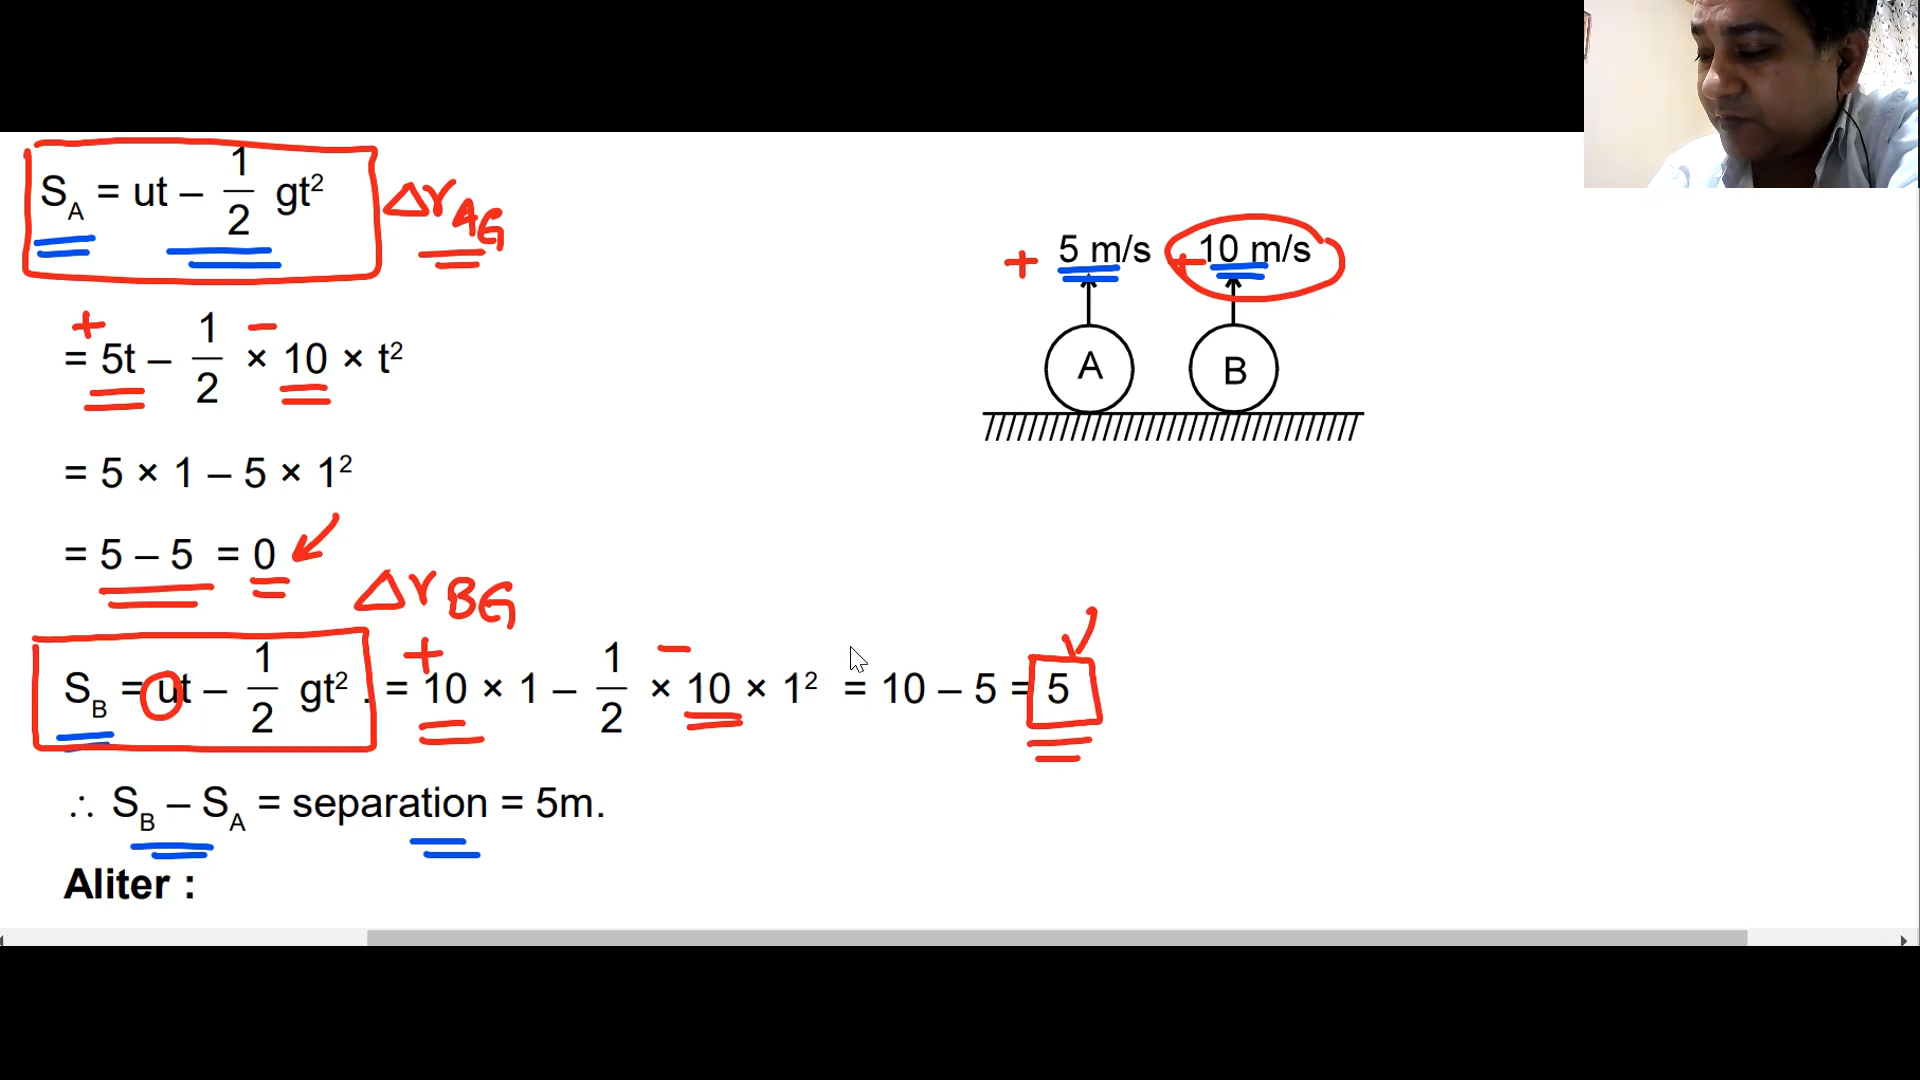 S_A = ut – 1/2 gt² Δr_AG
+ 5 m/s + 10 m/s
A B
+ –
= 5t – 1/2 × 10 × t²
= 5 × 1 – 5 × 1²
= 5 – 5 = 0
Δr_BG
+ –
S_B = ut – 1/2 gt² . = 10 × 1 – 1/2 × 10 × 1² = 10 – 5 = 5
∴ S_B – S_A = separation = 5m.
Aliter :